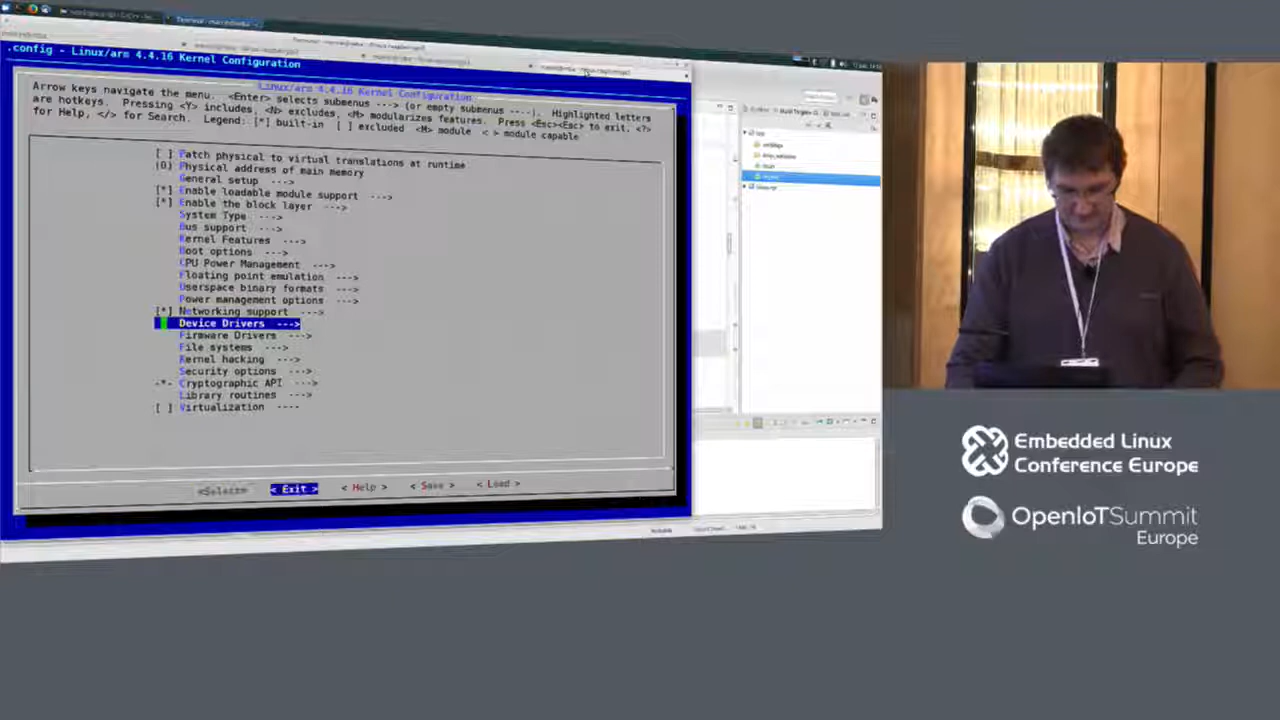 .config - Linux/arm 4.4.16 Kernel Configuration
Linux/arm 4.4.16 Kernel Configuration
Arrow keys navigate the menu. <Enter> selects submenus ---> (or empty submenus ----). Highlighted letters
are hotkeys. Pressing <Y> includes, <N> excludes, <M> modularizes features. Press <Esc><Esc> to exit, <?>
for Help, </> for Search. Legend: [*] built-in [ ] excluded <M> module < > module capable
[ ] Patch physical to virtual translations at runtime
(0) Physical address of main memory
General setup --->
[*] Enable loadable module support --->
[*] Enable the block layer --->
System Type --->
Bus support --->
Kernel Features --->
Boot options --->
CPU Power Management --->
Floating point emulation --->
Userspace binary formats --->
Power management options --->
[*] Networking support --->
Device Drivers --->
Firmware Drivers --->
File systems --->
Kernel hacking --->
Security options --->
-*- Cryptographic API --->
Library routines --->
[ ] Virtualization ----
<Select> < Exit > < Help > < Save > < Load >
Embedded Linux
Conference Europe
OpenIoTSummit
Europe